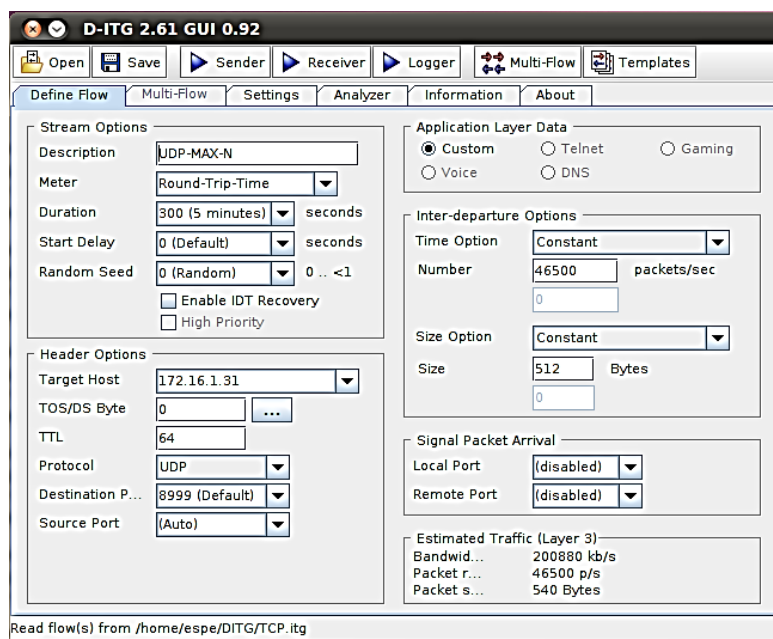 D-ITG 2.61 GUI 0.92
Open Save Sender Receiver Logger Multi-Flow Templates
Define Flow Multi-Flow Settings Analyzer Information About
Stream Options
Description UDP-MAX-N
Meter Round-Trip-Time
Duration 300 (5 minutes) seconds
Start Delay 0 (Default) seconds
Random Seed 0 (Random) 0 .. <1
Enable IDT Recovery
High Priority
Header Options
Target Host 172.16.1.31
TOS/DS Byte 0 ...
TTL 64
Protocol UDP
Destination P... 8999 (Default)
Source Port (Auto)
Application Layer Data
Custom Telnet Gaming
Voice DNS
Inter-departure Options
Time Option Constant
Number 46500 packets/sec
0
Size Option Constant
Size 512 Bytes
0
Signal Packet Arrival
Local Port (disabled)
Remote Port (disabled)
Estimated Traffic (Layer 3)
Bandwid... 200880 kb/s
Packet r... 46500 p/s
Packet s... 540 Bytes
Read flow(s) from /home/espe/DITG/TCP.itg